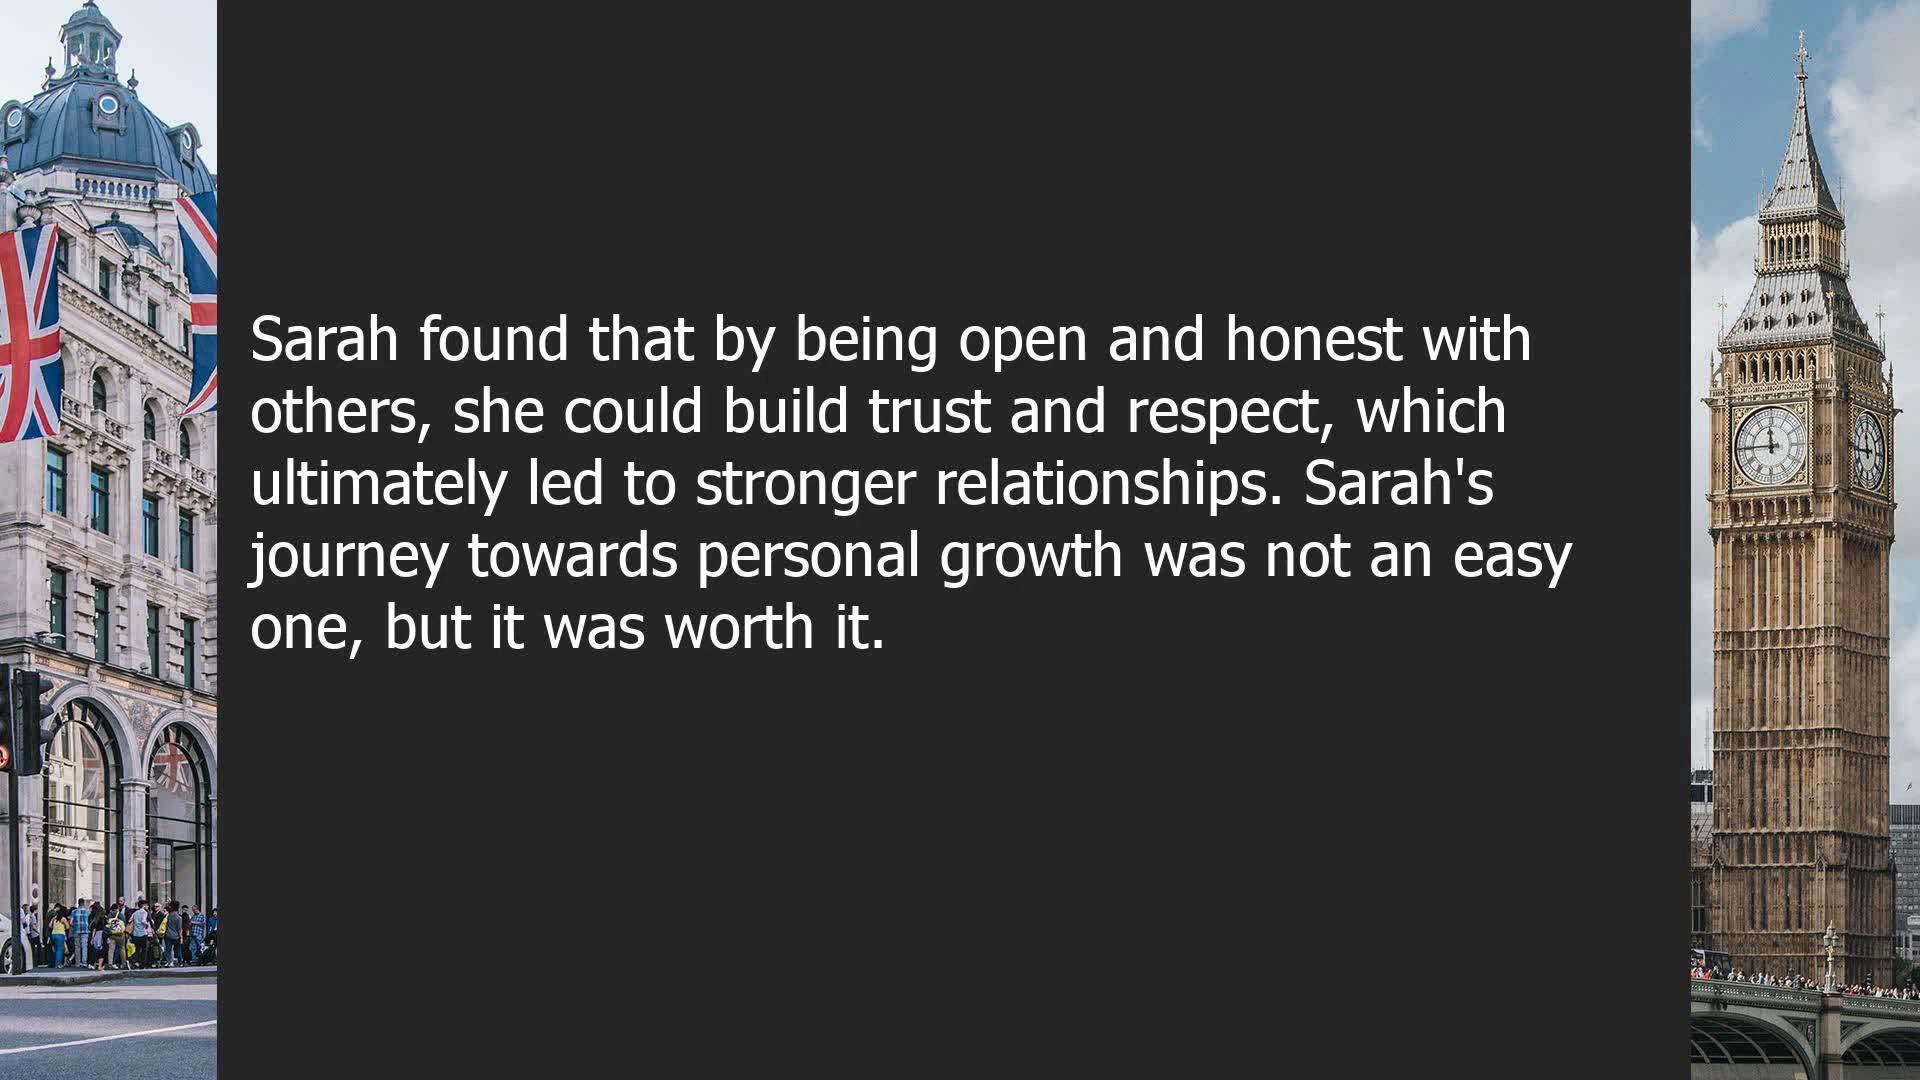 Sarah found that by being open and honest with
others, she could build trust and respect, which
ultimately led to stronger relationships. Sarah's
journey towards personal growth was not an easy
one, but it was worth it.